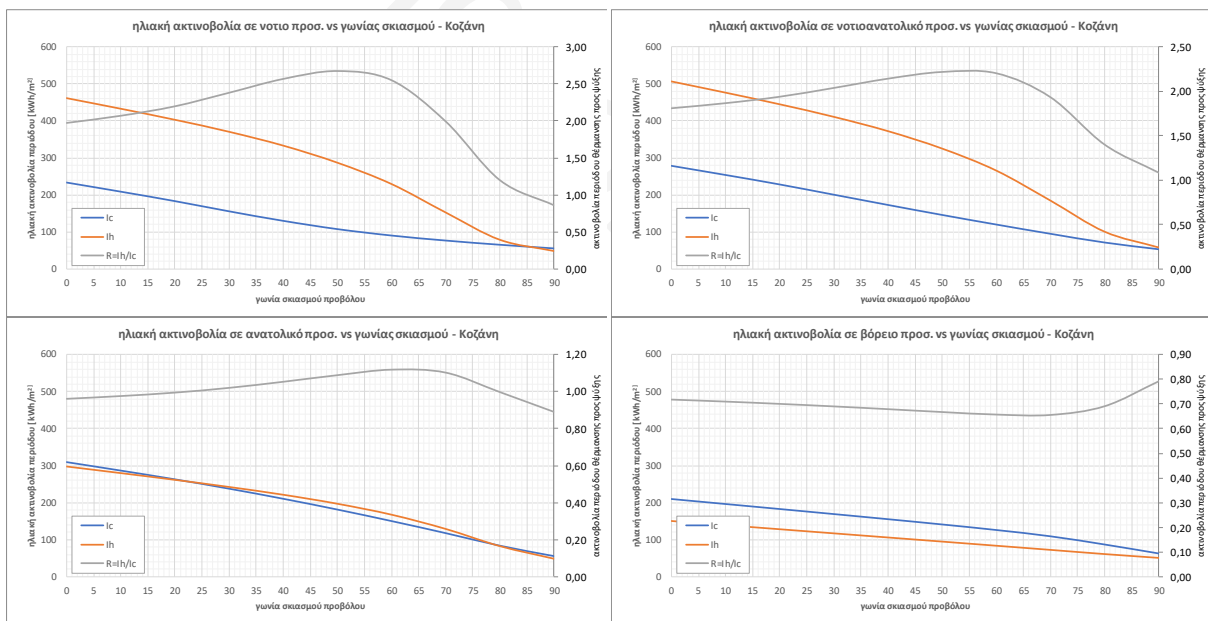 ηλιακή ακτινοβολία σε νοτιο προσ. vs γωνίας σκιασμού - Κοζάνη
ηλιακή ακτινοβολία περιόδου [kWh/m²]
600
500
400
300
200
100
0
3,00
2,50
2,00
1,50
1,00
0,50
0,00
ακτινοβολία περιόδου θέρμανσης προς ψύξης
Ic
Ih
R=Ih/Ic
0 5 10 15 20 25 30 35 40 45 50 55 60 65 70 75 80 85 90
γωνία σκιασμού προβόλου
ηλιακή ακτινοβολία σε νοτιοανατολικό προσ. vs γωνίας σκιασμού - Κοζάνη
ηλιακή ακτινοβολία περιόδου [kWh/m²]
600
500
400
300
200
100
0
2,50
2,00
1,50
1,00
0,50
0,00
ακτινοβολία περιόδου θέρμανσης προς ψύξης
Ic
Ih
R=Ih/Ic
0 5 10 15 20 25 30 35 40 45 50 55 60 65 70 75 80 85 90
γωνία σκιασμού προβόλου
ηλιακή ακτινοβολία σε ανατολικό προσ. vs γωνίας σκιασμού - Κοζάνη
ηλιακή ακτινοβολία περιόδου [kWh/m²]
600
500
400
300
200
100
0
1,20
1,00
0,80
0,60
0,40
0,20
0,00
ακτινοβολία περιόδου θέρμανσης προς ψύξης
Ic
Ih
R=Ih/Ic
0 5 10 15 20 25 30 35 40 45 50 55 60 65 70 75 80 85 90
γωνία σκιασμού προβόλου
ηλιακή ακτινοβολία σε βόρειο προσ. vs γωνίας σκιασμού - Κοζάνη
ηλιακή ακτινοβολία περιόδου [kWh/m²]
600
500
400
300
200
100
0
0,90
0,80
0,70
0,60
0,50
0,40
0,30
0,20
0,10
0,00
ακτινοβολία περιόδου θέρμανσης προς ψύξης
Ic
Ih
R=Ih/Ic
0 5 10 15 20 25 30 35 40 45 50 55 60 65 70 75 80 85 90
γωνία σκιασμού προβόλου